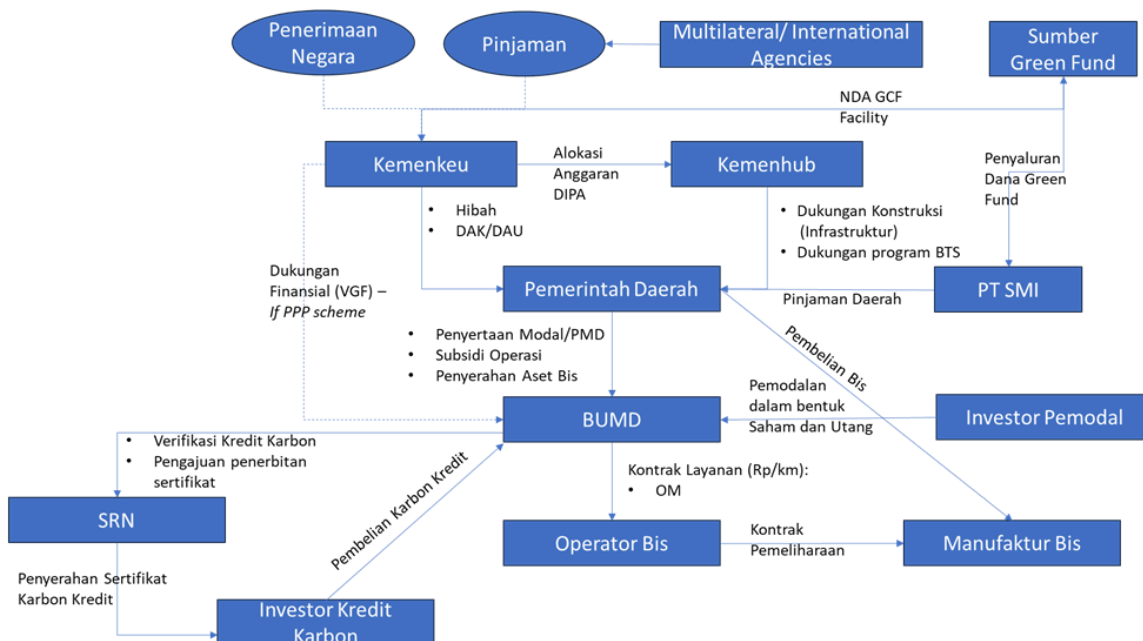 Penerimaan
Negara
Pinjaman
Multilateral/ International
Agencies
Sumber
Green Fund
NDA GCF
Facility
Kemenkeu
Alokasi
Anggaran
DIPA
Kemenhub
Penyaluran
Dana Green
Fund
• Hibah
• DAK/DAU
• Dukungan Konstruksi
(Infrastruktur)
• Dukungan program BTS
Dukungan
Finansial (VGF) –
If PPP scheme
Pemerintah Daerah
Pinjaman Daerah
PT SMI
• Penyertaan Modal/PMD
• Subsidi Operasi
• Penyerahan Aset Bis
Pembelian Bis
Pemodalan
dalam bentuk
Saham dan Utang
BUMD
Investor Pemodal
• Verifikasi Kredit Karbon
• Pengajuan penerbitan
sertifikat
Pembelian Karbon Kredit
Kontrak Layanan (Rp/km):
• OM
SRN
Operator Bis
Kontrak
Pemeliharaan
Manufaktur Bis
Penyerahan Sertifikat
Karbon Kredit
Investor Kredit
Karbon